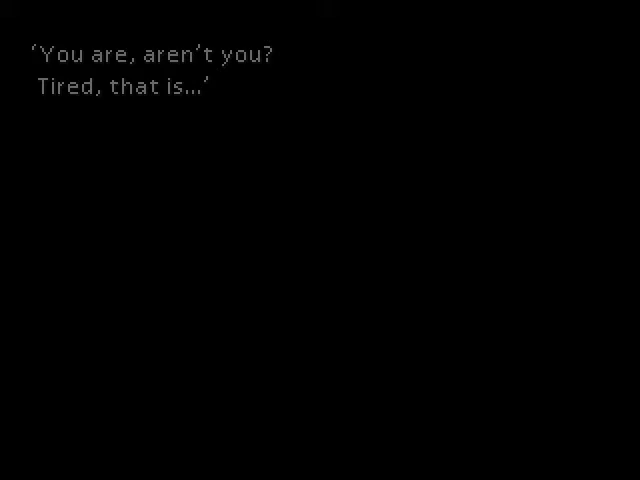 ‘You are, aren’t you?
Tired, that is...’